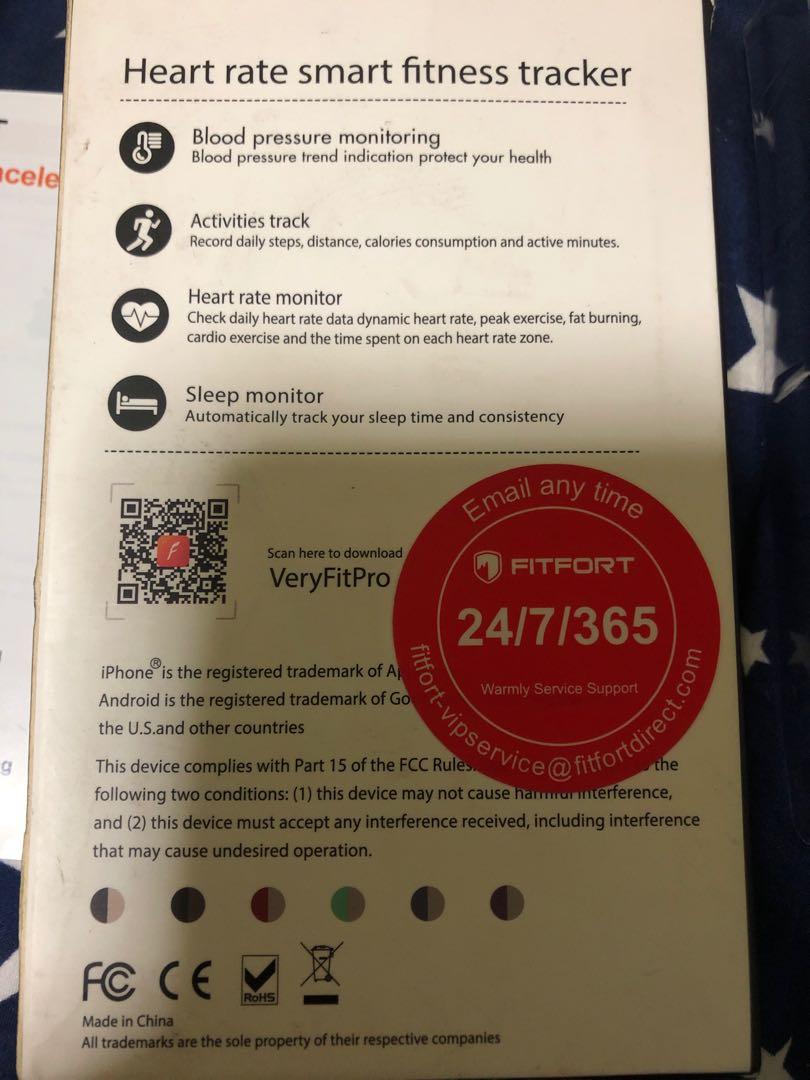 Heart rate smart fitness tracker
Blood pressure monitoring
Blood pressure trend indication protect your health
Activities track
Record daily steps, distance, calories consumption and active minutes.
Heart rate monitor
Check daily heart rate data dynamic heart rate, peak exercise, fat burning,
cardio exercise and the time spent on each heart rate zone.
Sleep monitor
Automatically track your sleep time and consistency
Scan here to download
VeryFitPro
Email any time
FITFORT
24/7/365
Warmly Service Support
fitfort-vipservice@fitfortdirect.com
iPhone® is the registered trademark of
Android is the registered trademark of
the U.S.and other countries
This device complies with Part 15 of the FCC Rules. the
following two conditions: (1) this device may not cause harmful interference,
and (2) this device must accept any interference received, including interference
that may cause undesired operation.
FC CE RoHS
Made in China
All trademarks are the sole property of their respective companies